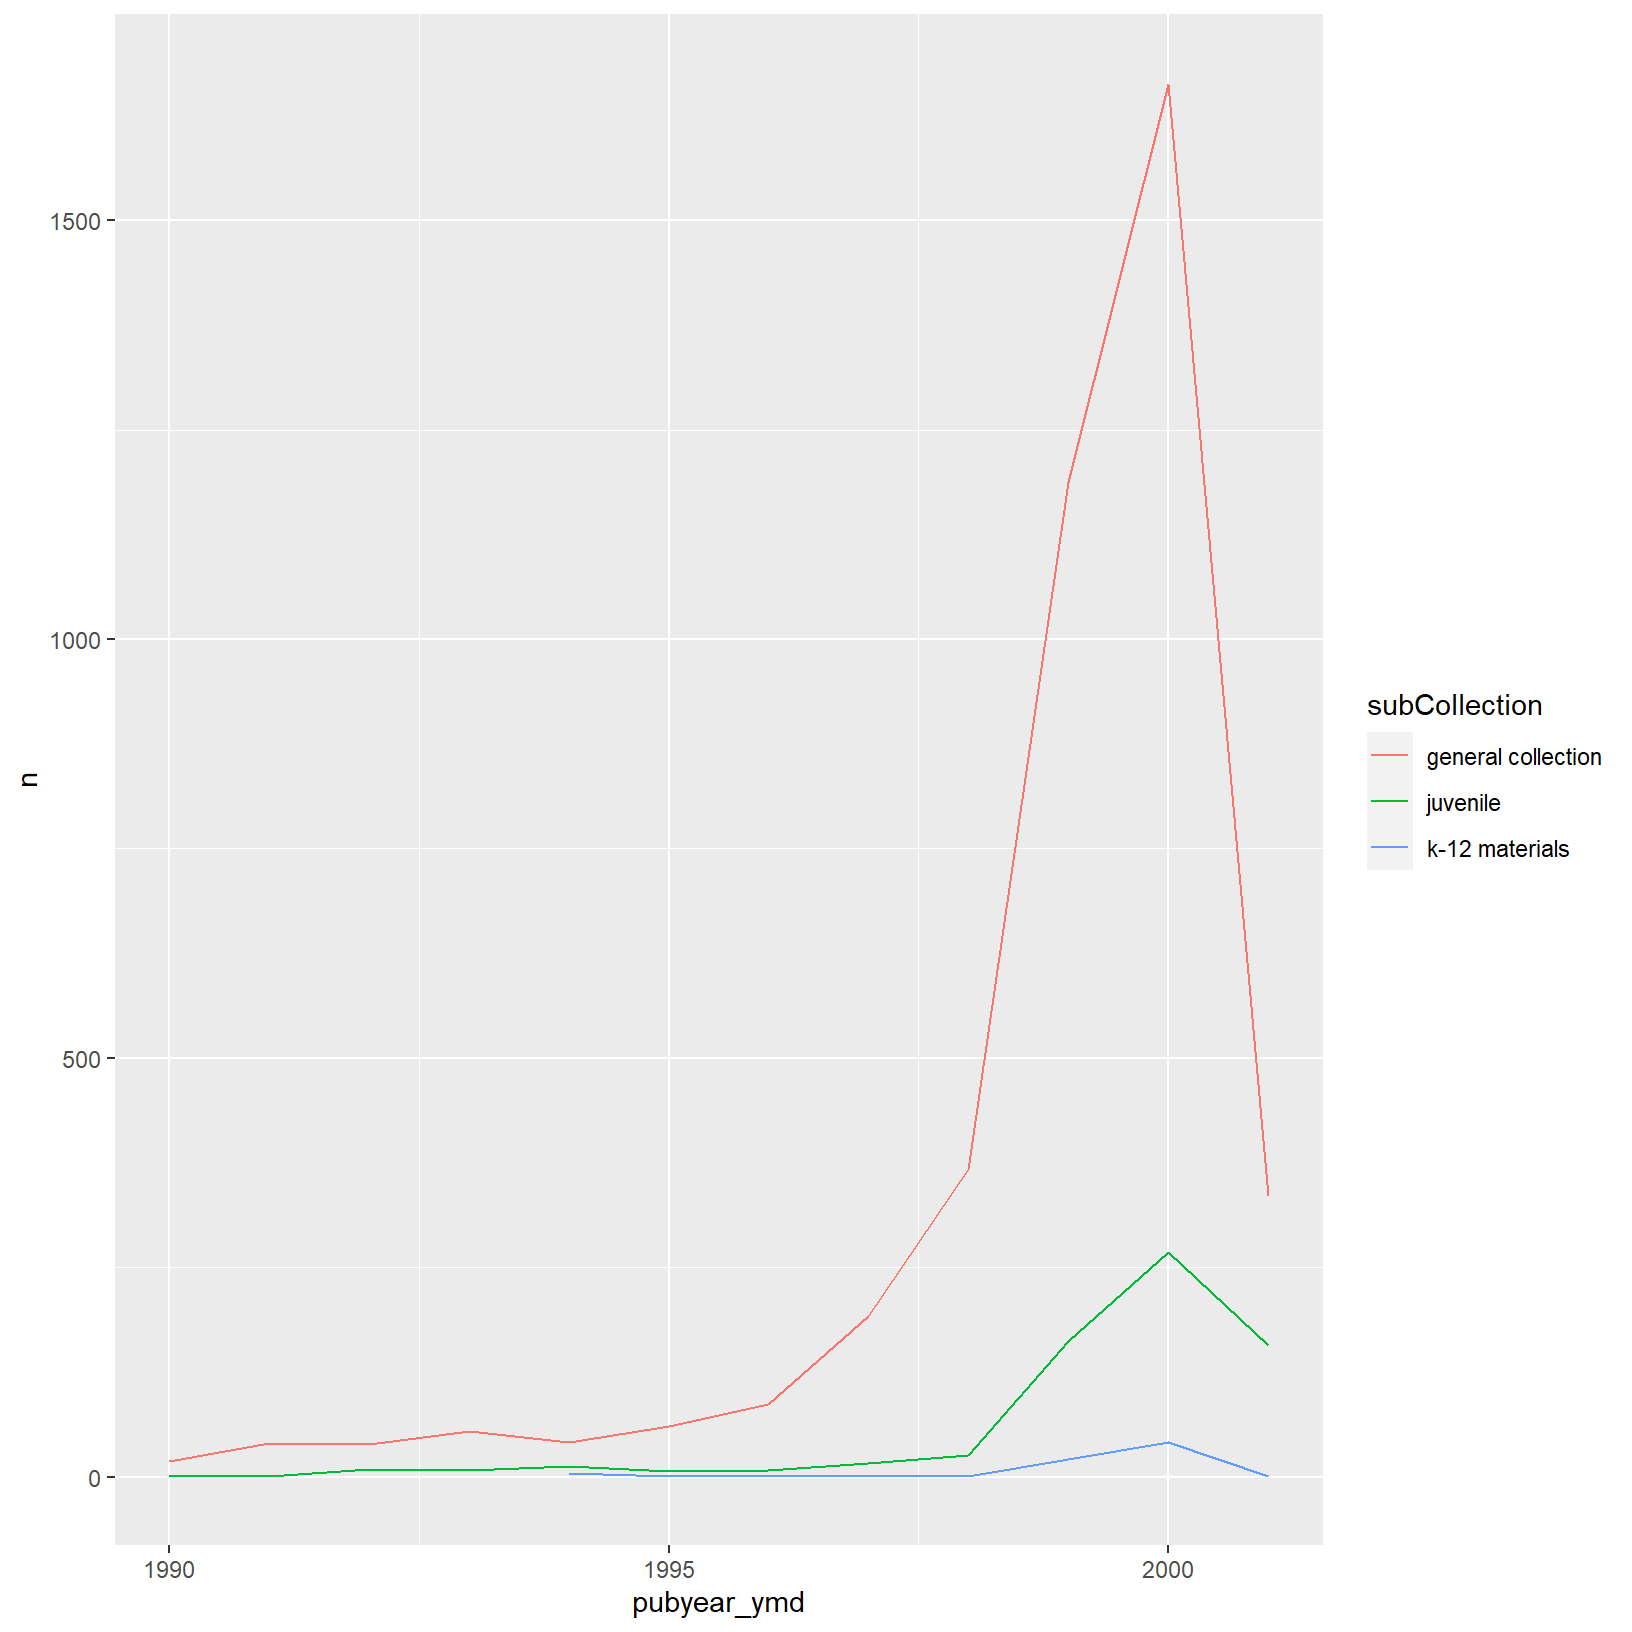 1500
1000
500
0
n
1990
1995
2000
pubyear_ymd
subCollection
general collection
juvenile
k-12 materials